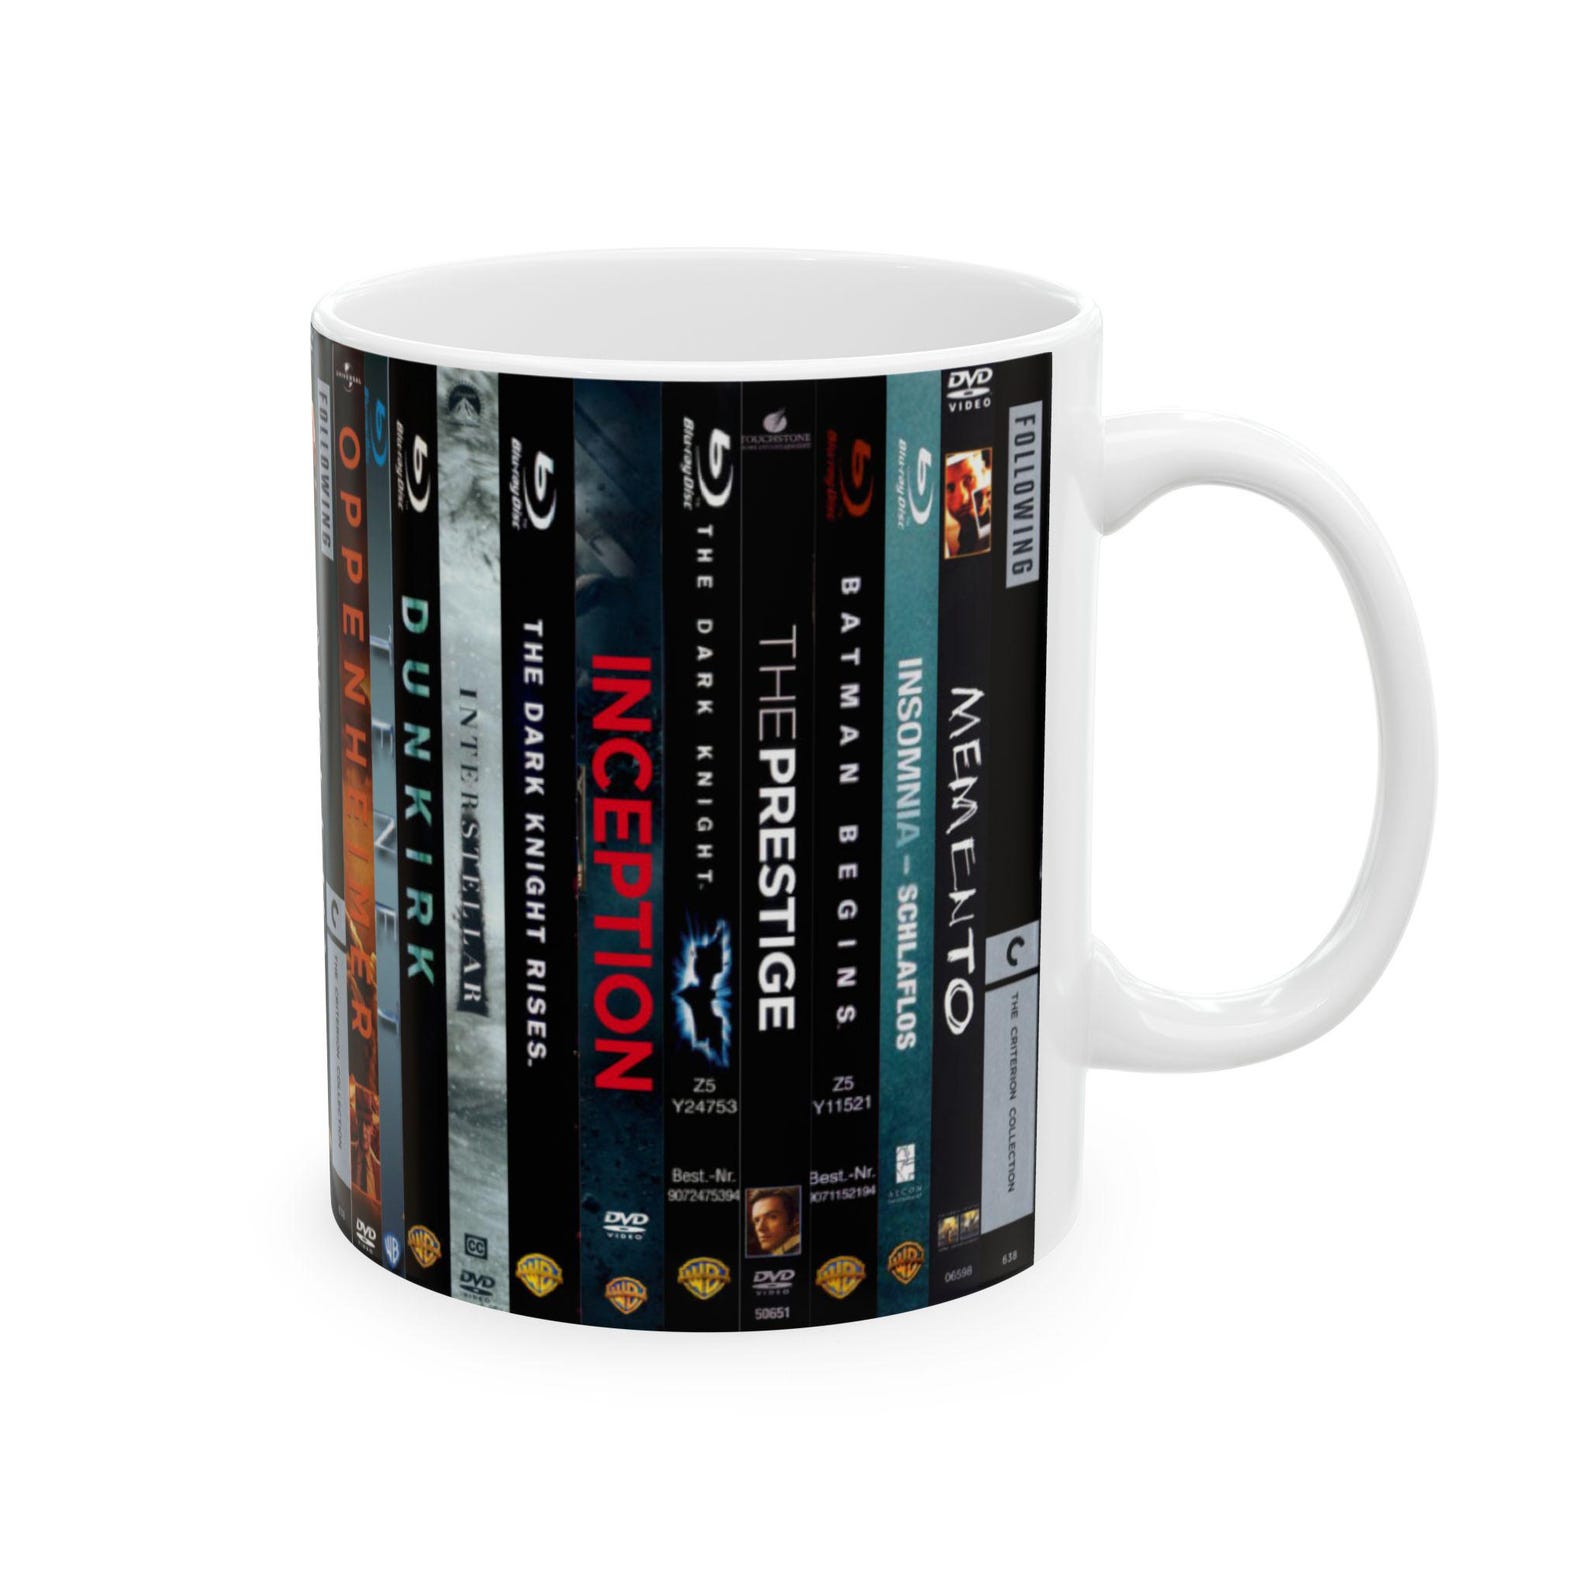 FOLLOWING
THE CRITERION COLLECTION
UNIVERSAL
OPPENHEIMER
DVD
VIDEO
Blu-ray Disc
DUNKIRK
INTERSTELLAR
CC
DVD
VIDEO
Blu-ray Disc
THE DARK KNIGHT RISES.
INCEPTION
DVD
VIDEO
Blu-ray Disc
THE DARK KNIGHT.
Z5
Y24753
Best.-Nr.
9072475394
TOUCHSTONE
THE PRESTIGE
DVD
VIDEO
50651
Blu-ray Disc
BATMAN BEGINS.
Z5
Y11521
Best.-Nr.
9071152194
Blu-ray Disc
INSOMNIA - SCHLAFLOS
ALCON
DVD
VIDEO
MEMENTO
06598
FOLLOWING
C
THE CRITERION COLLECTION
638